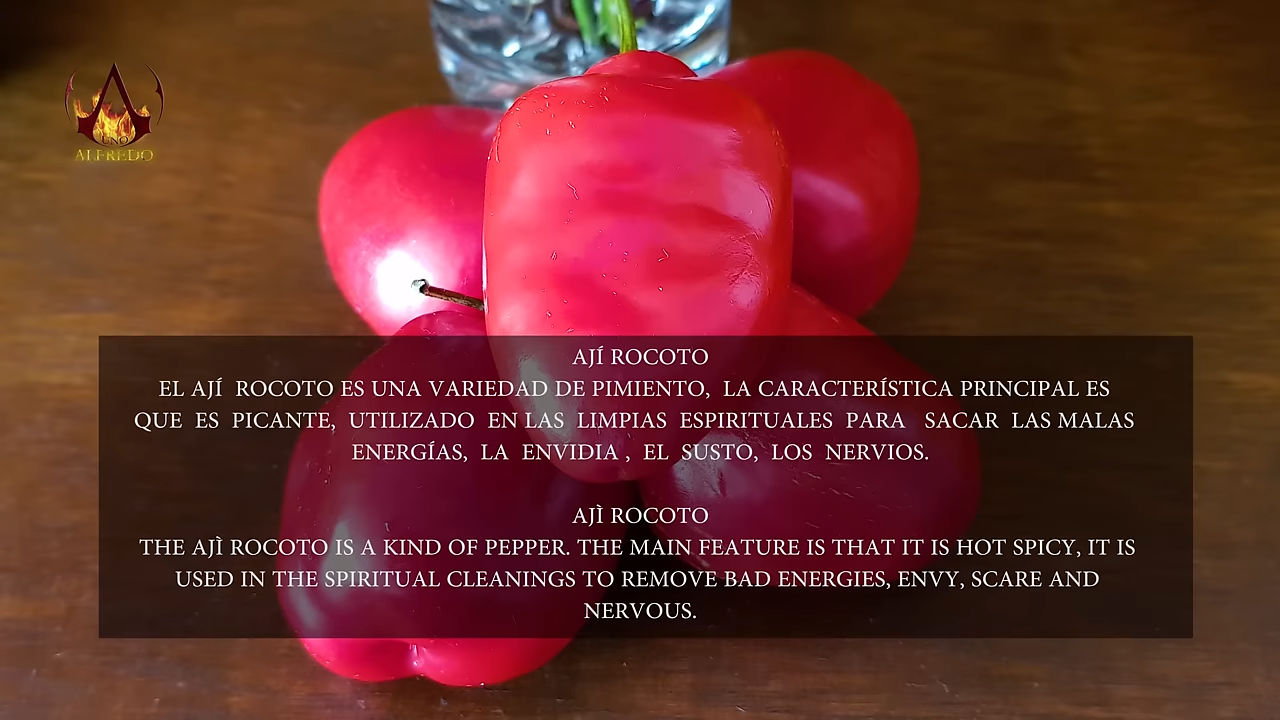 UNO
ALFREDO
AJÍ ROCOTO
EL AJÍ ROCOTO ES UNA VARIEDAD DE PIMIENTO, LA CARACTERÍSTICA PRINCIPAL ES
QUE ES PICANTE, UTILIZADO EN LAS LIMPIAS ESPIRITUALES PARA SACAR LAS MALAS
ENERGÍAS, LA ENVIDIA , EL SUSTO, LOS NERVIOS.
AJÌ ROCOTO
THE AJÌ ROCOTO IS A KIND OF PEPPER. THE MAIN FEATURE IS THAT IT IS HOT SPICY, IT IS
USED IN THE SPIRITUAL CLEANINGS TO REMOVE BAD ENERGIES, ENVY, SCARE AND
NERVOUS.